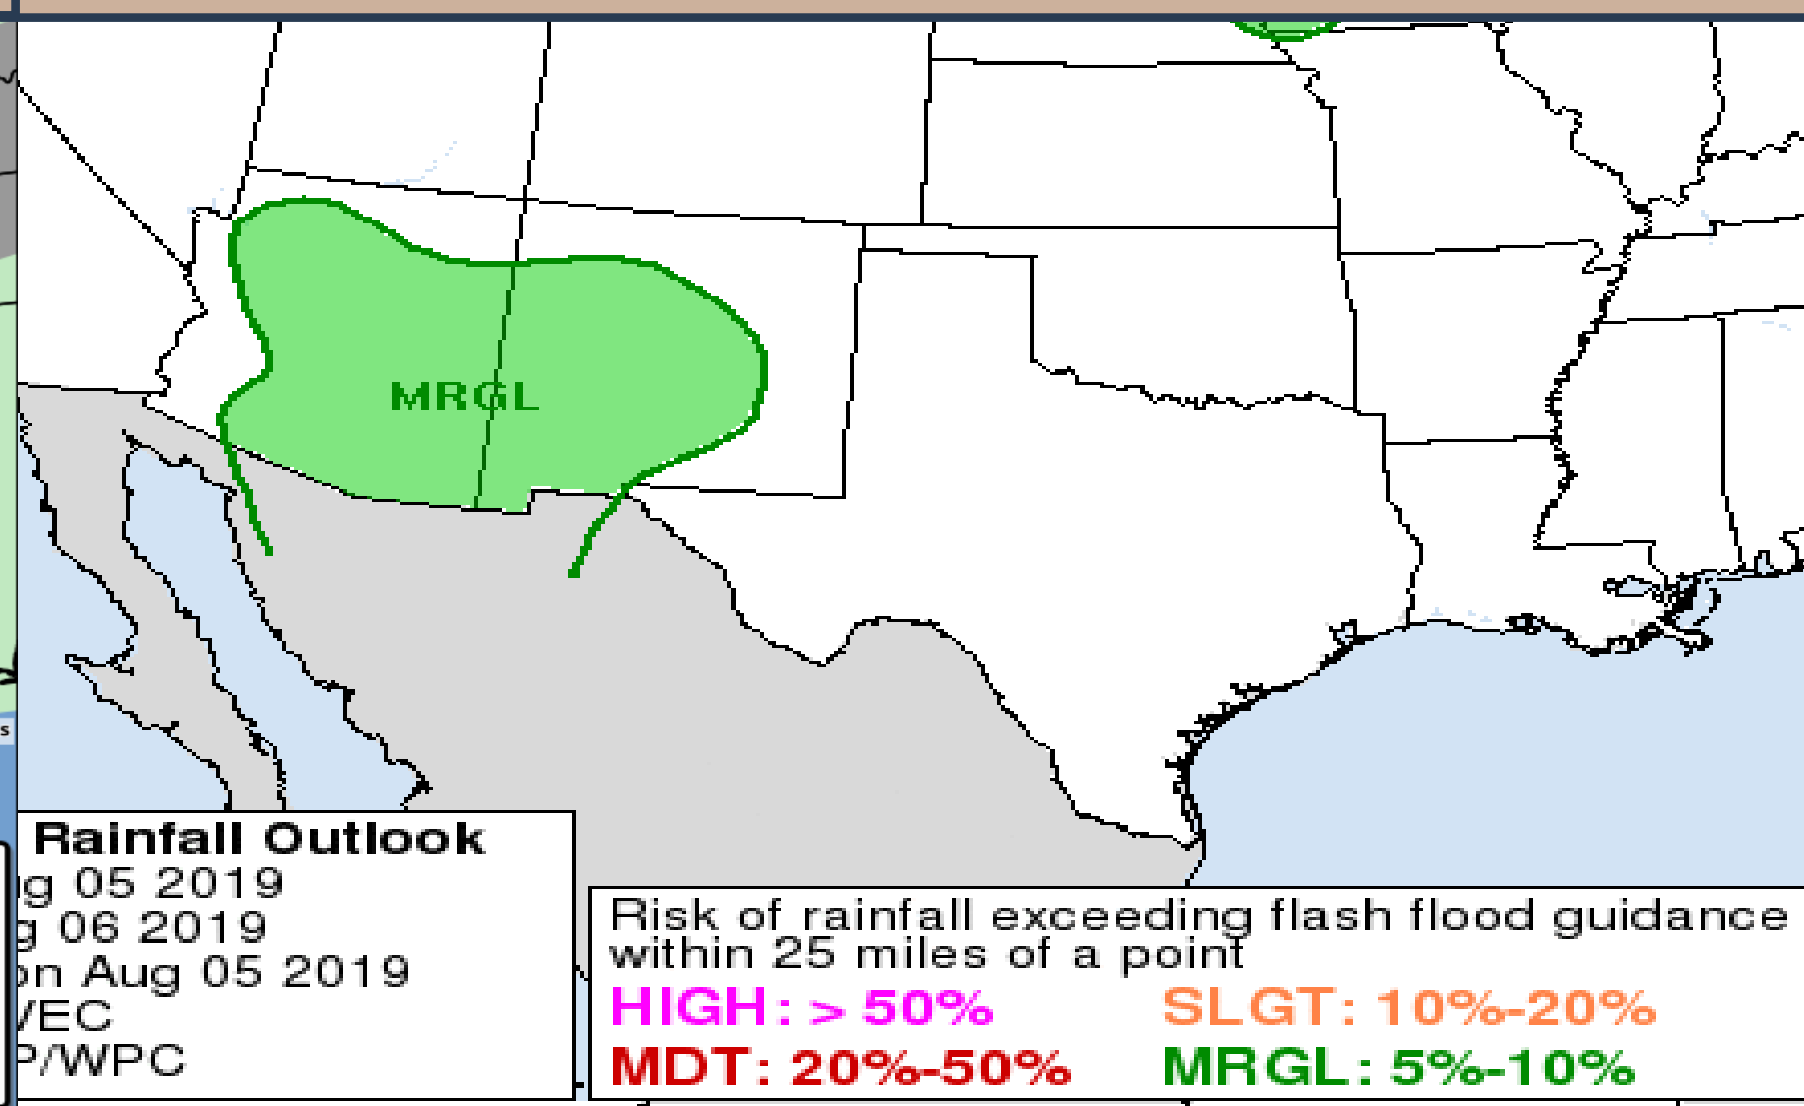 MRGL
s
Rainfall Outlook
g 05 2019
g 06 2019
on Aug 05 2019
VEC
P/WPC
Risk of rainfall exceeding flash flood guidance
within 25 miles of a point
HIGH: > 50% SLGT: 10%-20%
MDT: 20%-50% MRGL: 5%-10%